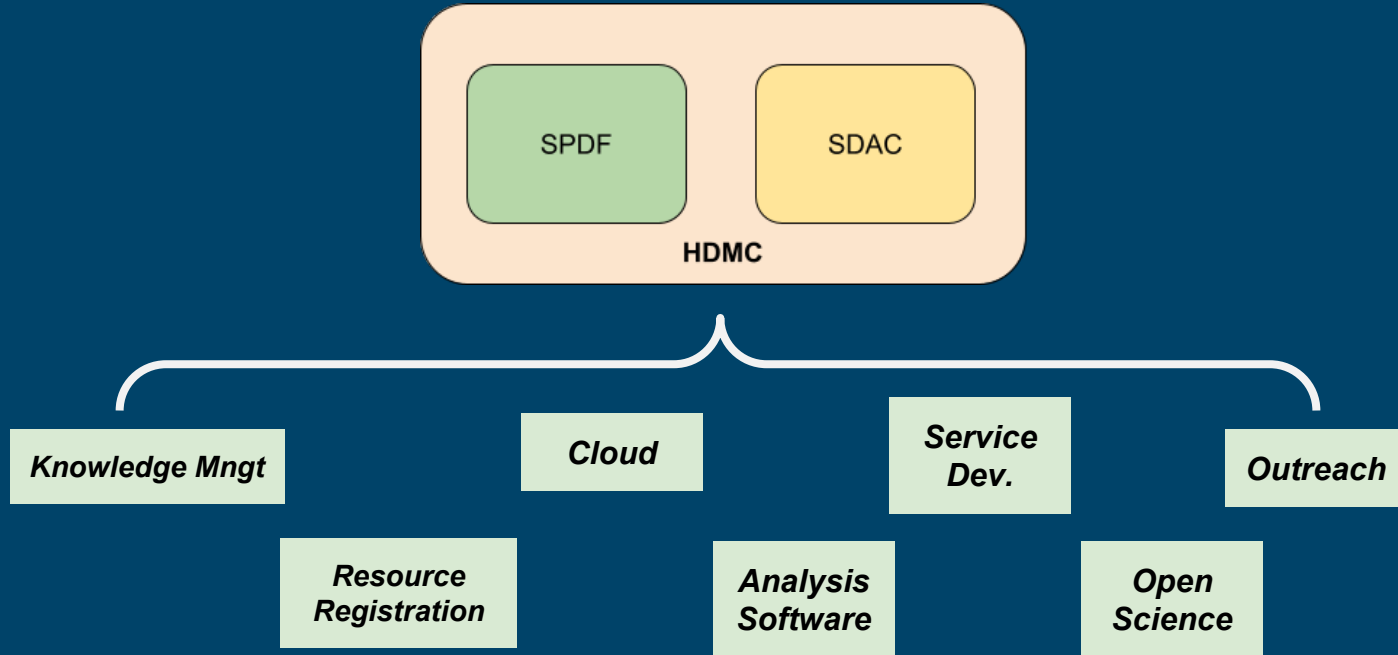 SPDF
SDAC
HDMC
Knowledge Mngt
Cloud
Service
Dev.
Outreach
Resource
Registration
Analysis
Software
Open
Science